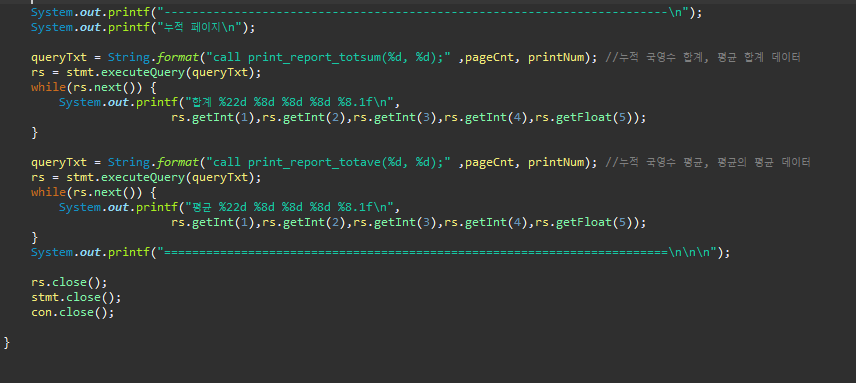 System.out.printf("------------------------------------------------------------------------\n");
System.out.printf("누적 페이지\n");
queryTxt = String.format("call print_report_totsum(%d, %d);" ,pageCnt, printNum); //누적 국영수 합계, 평균 합계 데이터
rs = stmt.executeQuery(queryTxt);
while(rs.next()) {
System.out.printf("합계 %22d %8d %8d %8d %8.1f\n",
rs.getInt(1),rs.getInt(2),rs.getInt(3),rs.getInt(4),rs.getFloat(5));
}
queryTxt = String.format("call print_report_totave(%d, %d);" ,pageCnt, printNum); //누적 국영수 평균, 평균의 평균 데이터
rs = stmt.executeQuery(queryTxt);
while(rs.next()) {
System.out.printf("평균 %22d %8d %8d %8d %8.1f\n",
rs.getInt(1),rs.getInt(2),rs.getInt(3),rs.getInt(4),rs.getFloat(5));
}
System.out.printf("========================================================================\n\n\n");
rs.close();
stmt.close();
con.close();
}